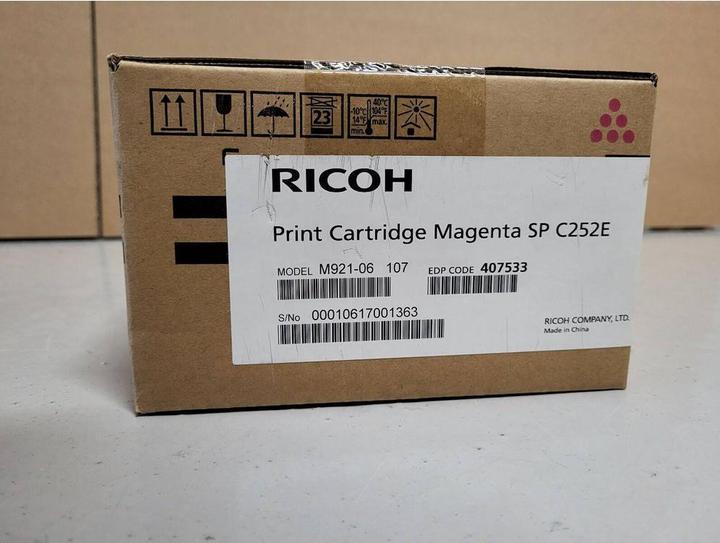 23
-10°C 40°C
14°F 104°F
min. max.
RICOH
Print Cartridge Magenta SP C252E
MODEL M921-06 107 EDP CODE 407533
S/No 00010617001363
RICOH COMPANY, LTD.
Made in China